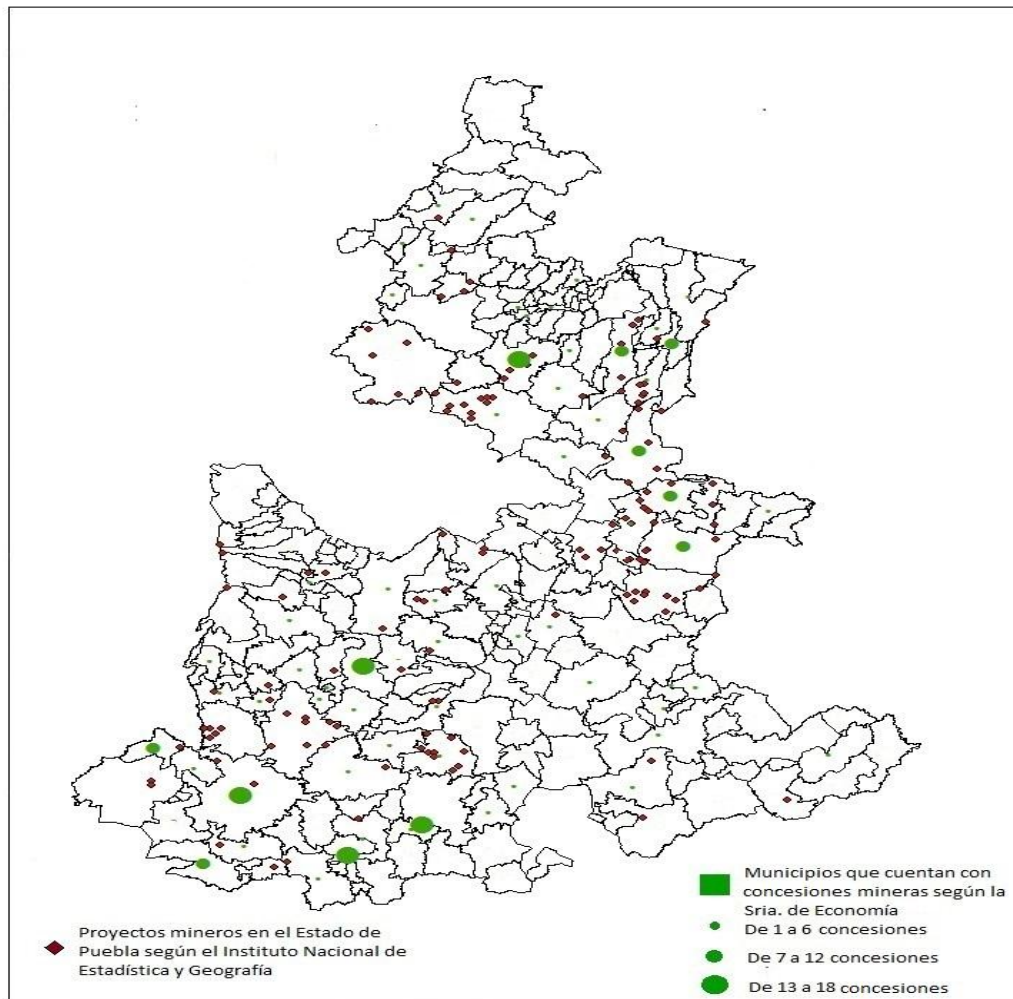 Proyectos mineros en el Estado de
Puebla según el Instituto Nacional de
Estadística y Geografía
Municipios que cuentan con
concesiones mineras según la
Sria. de Economía
De 1 a 6 concesiones
De 7 a 12 concesiones
De 13 a 18 concesiones